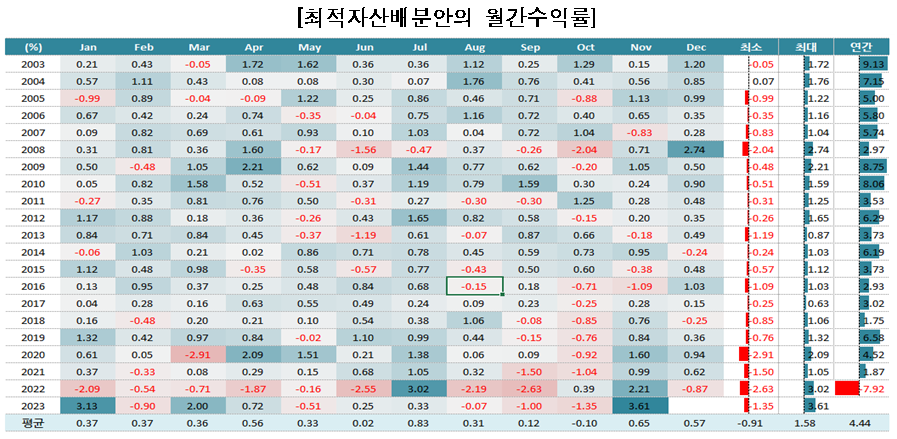 [최적자산배분안의 월간수익률]
(%) Jan Feb Mar Apr May Jun Jul Aug Sep Oct Nov Dec 최소 최대 연간
2003 0.21 0.43 -0.05 1.72 1.62 0.36 0.36 1.12 0.25 1.29 0.15 1.20 -0.05 1.72 9.13
2004 0.57 1.11 0.43 0.08 0.08 0.30 0.07 1.76 0.76 0.41 0.56 0.85 0.07 1.76 7.15
2005 -0.99 0.89 -0.04 -0.09 1.22 0.25 0.86 0.46 0.71 -0.88 1.13 0.99 -0.99 1.22 5.00
2006 0.67 0.42 0.24 0.74 -0.35 -0.04 0.75 1.16 0.72 0.40 0.65 0.35 -0.35 1.16 5.80
2007 0.09 0.82 0.69 0.61 0.93 0.10 1.03 0.04 0.72 1.04 -0.83 0.28 -0.83 1.04 5.74
2008 0.31 0.81 0.36 1.60 -0.17 -1.56 -0.47 0.37 -0.26 -2.04 0.71 2.74 -2.04 2.74 2.97
2009 0.50 -0.48 1.05 2.21 0.62 0.09 1.44 0.77 0.62 -0.20 1.05 0.50 -0.48 2.21 8.75
2010 0.05 0.82 1.58 0.52 -0.51 0.37 1.19 0.79 1.59 0.30 0.24 0.90 -0.51 1.59 8.06
2011 -0.27 0.35 0.81 0.76 0.50 -0.31 0.27 -0.30 -0.30 1.25 0.28 0.48 -0.31 1.25 3.53
2012 1.17 0.88 0.18 0.36 -0.26 0.43 1.65 0.82 0.58 -0.15 0.20 0.35 -0.26 1.65 6.29
2013 0.84 0.71 0.84 0.45 -0.37 -1.19 0.61 -0.07 0.87 0.66 -0.18 0.49 -1.19 0.87 3.73
2014 -0.06 1.03 0.21 0.02 0.86 0.71 0.78 0.45 0.59 0.73 0.95 -0.24 -0.24 1.03 6.19
2015 1.12 0.48 0.98 -0.35 0.58 -0.57 0.77 -0.43 0.50 0.60 -0.38 0.48 -0.57 1.12 3.73
2016 0.13 0.95 0.37 0.25 0.48 0.84 0.68 -0.15 0.18 -0.71 -1.09 1.03 -1.09 1.03 2.93
2017 0.04 0.28 0.16 0.63 0.55 0.49 0.24 0.09 0.23 -0.25 0.28 0.15 -0.25 0.63 3.02
2018 0.16 -0.48 0.20 0.21 0.10 0.54 0.38 1.06 -0.08 -0.85 0.76 -0.25 -0.85 1.06 1.75
2019 1.32 0.42 0.97 0.84 -0.02 1.10 0.99 0.44 -0.15 -0.76 0.84 0.36 -0.76 1.32 6.58
2020 0.61 0.05 -2.91 2.09 1.51 0.21 1.38 0.06 0.09 -0.92 1.60 0.94 -2.91 2.09 4.52
2021 0.37 -0.33 0.08 0.29 0.15 0.68 1.05 0.32 -1.50 -1.04 0.99 0.62 -1.50 1.05 1.87
2022 -2.09 -0.54 -0.71 -1.87 -0.16 -2.55 3.02 -2.19 -2.63 0.39 2.21 -0.87 -2.63 3.02 -7.92
2023 3.13 -0.90 2.00 0.72 -0.51 0.25 0.83 -0.07 -1.00 -1.35 3.61 -1.35 3.61
평균 0.37 0.37 0.36 0.56 0.33 0.02 0.83 0.31 0.12 -0.10 0.65 0.57 -0.91 1.58 4.44